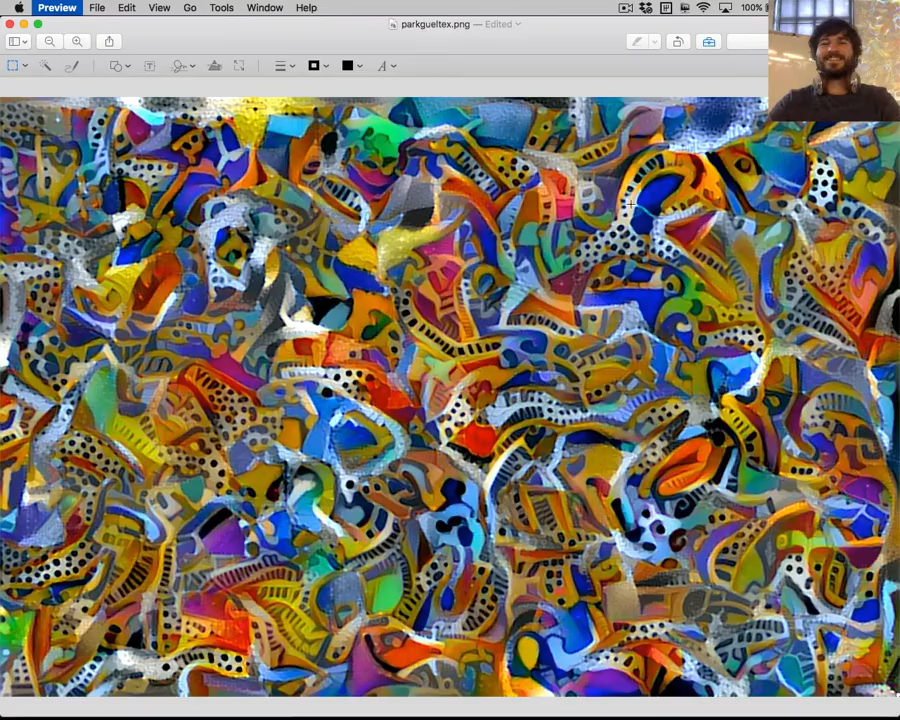 Preview File Edit View Go Tools Window Help 100%
parkgueltex.png — Edited
T A